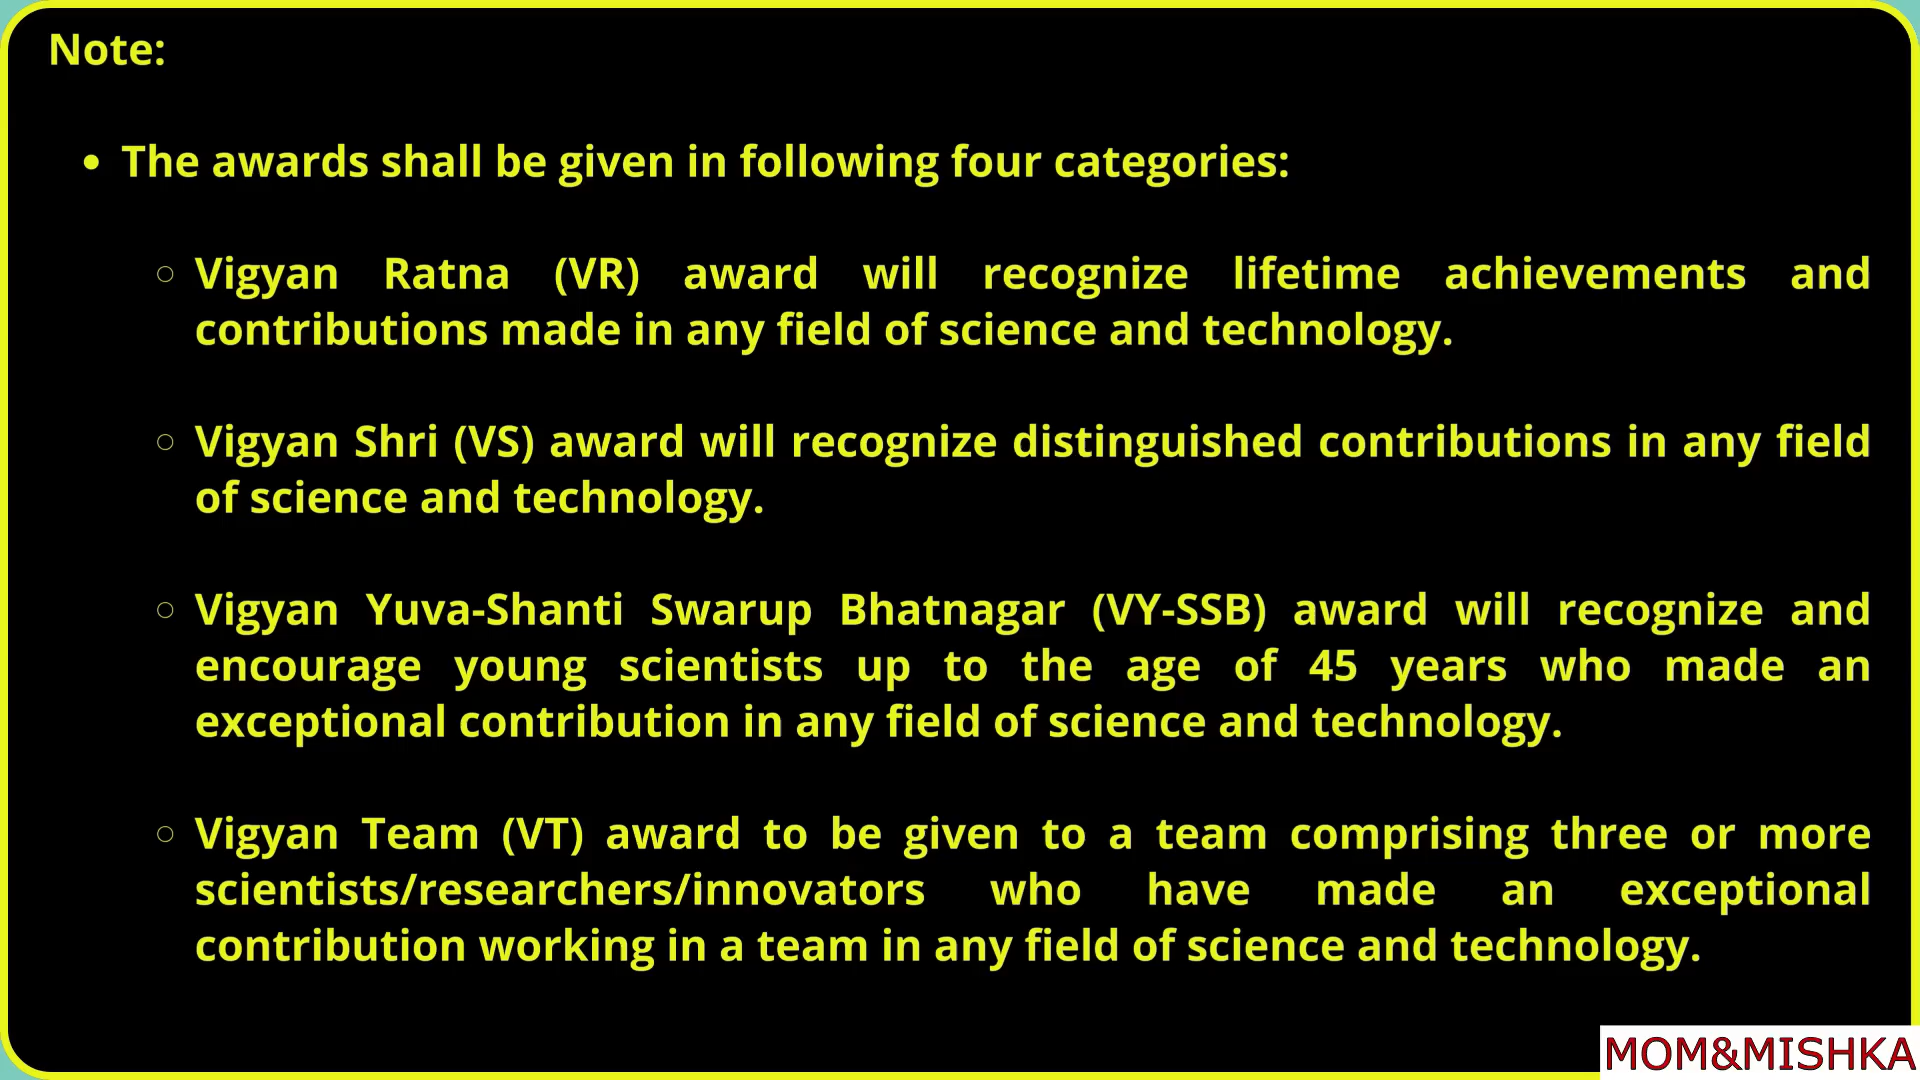 Note:
• The awards shall be given in following four categories:
○ Vigyan Ratna (VR) award will recognize lifetime achievements and
contributions made in any field of science and technology.
○ Vigyan Shri (VS) award will recognize distinguished contributions in any field
of science and technology.
○ Vigyan Yuva-Shanti Swarup Bhatnagar (VY-SSB) award will recognize and
encourage young scientists up to the age of 45 years who made an
exceptional contribution in any field of science and technology.
○ Vigyan Team (VT) award to be given to a team comprising three or more
scientists/researchers/innovators who have made an exceptional
contribution working in a team in any field of science and technology.
MOM&MISHKA